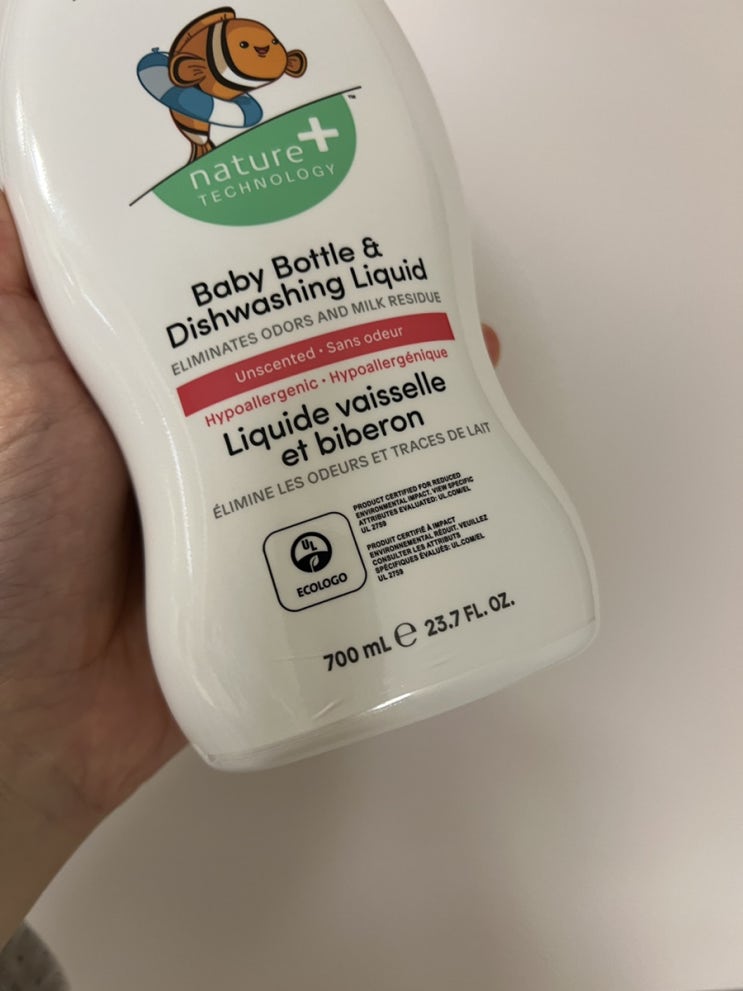 nature+™
TECHNOLOGY
Baby Bottle &
Dishwashing Liquid
ELIMINATES ODORS AND MILK RESIDUE
Unscented • Sans odeur
Hypoallergenic • Hypoallergénique
Liquide vaisselle
et biberon
ÉLIMINE LES ODEURS ET TRACES DE LAIT
UL
ECOLOGO
PRODUCT CERTIFIED FOR REDUCED
ENVIRONMENTAL IMPACT. VIEW SPECIFIC
ATTRIBUTES EVALUATED: UL.COM/EL
UL 2759
PRODUIT CERTIFIÉ À IMPACT
ENVIRONNEMENTAL RÉDUIT. VEUILLEZ
CONSULTER LES ATTRIBUTS
SPÉCIFIQUES ÉVALUÉS: UL.COM/EL
UL 2759
700 mL ℮ 23.7 FL. OZ.